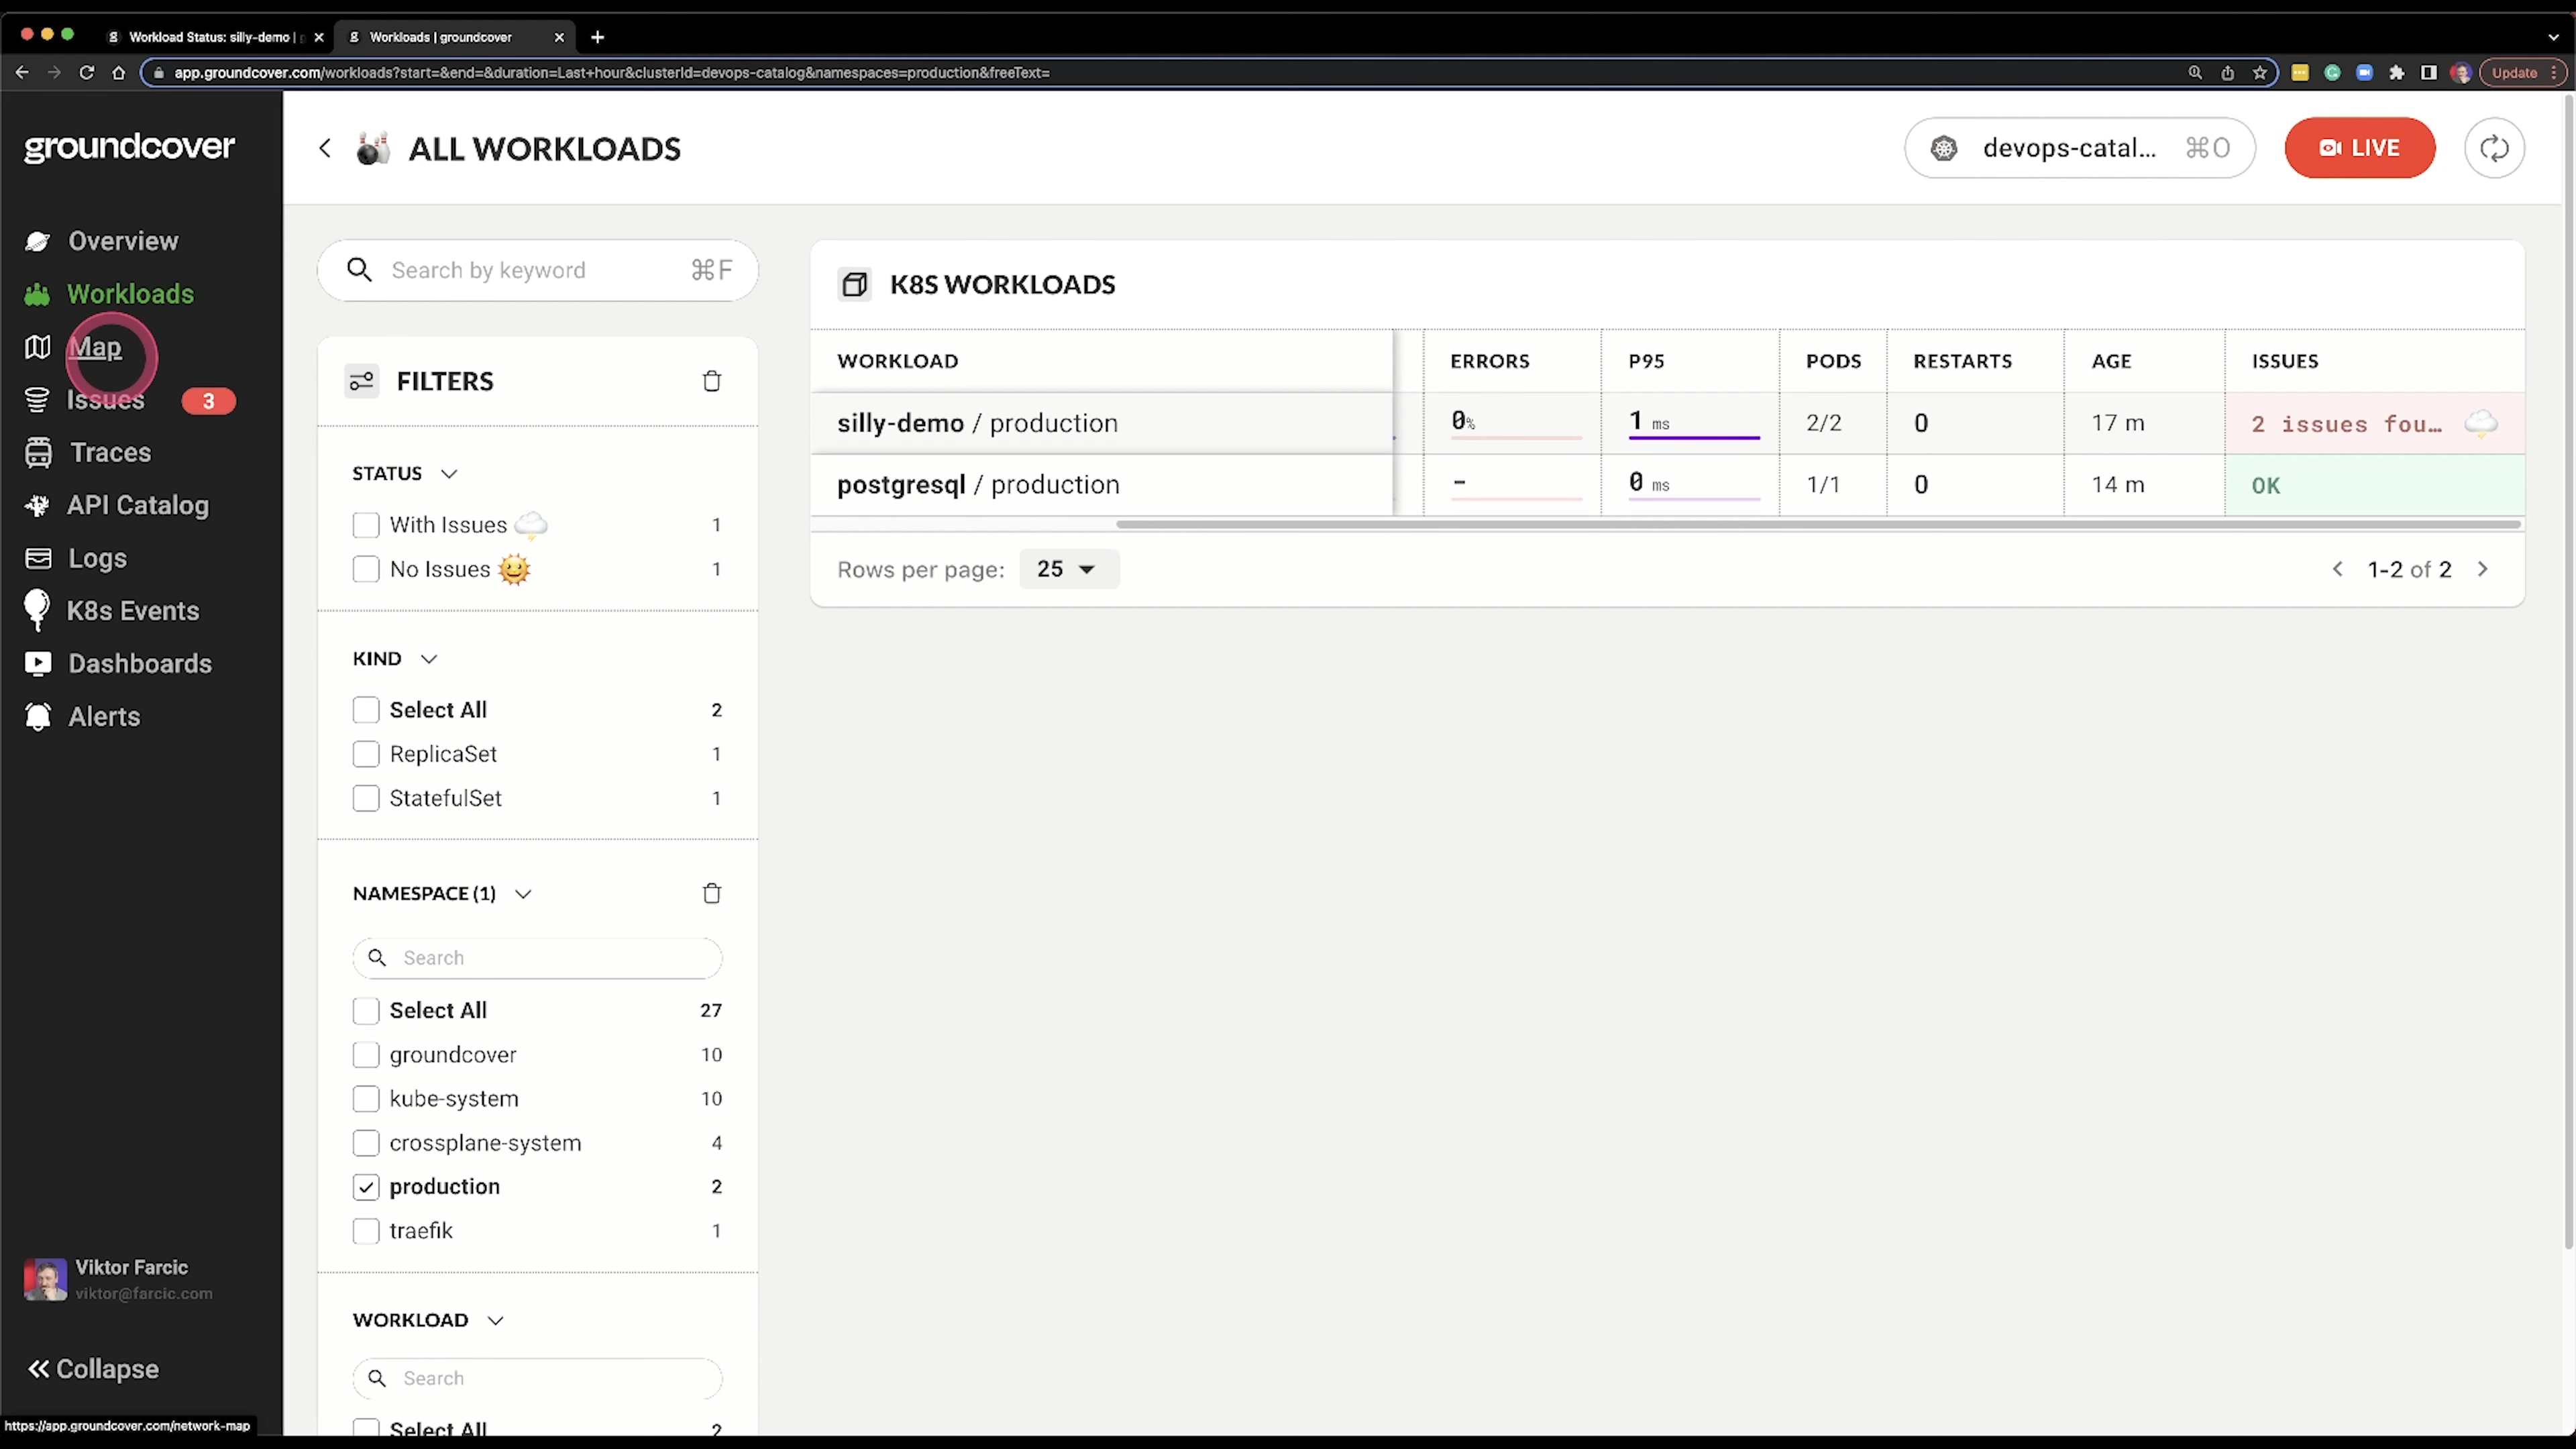 Workload Status: silly-demo |
Workloads | groundcover
app.groundcover.com/workloads?start=&end=&duration=Last+hour&clusterId=devops-catalog&namespaces=production&freeText=
Update
groundcover
ALL WORKLOADS
devops-catal... ⌘O
LIVE
Overview
Workloads
Map
Issues 3
Traces
API Catalog
Logs
K8s Events
Dashboards
Alerts
Viktor Farcic
viktor@farcic.com
Collapse
https://app.groundcover.com/network-map
Search by keyword ⌘F
FILTERS
STATUS
With Issues 1
No Issues 1
KIND
Select All 2
ReplicaSet 1
StatefulSet 1
NAMESPACE (1)
Search
Select All 27
groundcover 10
kube-system 10
crossplane-system 4
production 2
traefik 1
WORKLOAD
Search
Select All 2
K8S WORKLOADS
WORKLOAD ERRORS P95 PODS RESTARTS AGE ISSUES
silly-demo / production 0% 1 ms 2/2 0 17 m 2 issues fou...
postgresql / production - 0 ms 1/1 0 14 m OK
Rows per page: 25
1-2 of 2